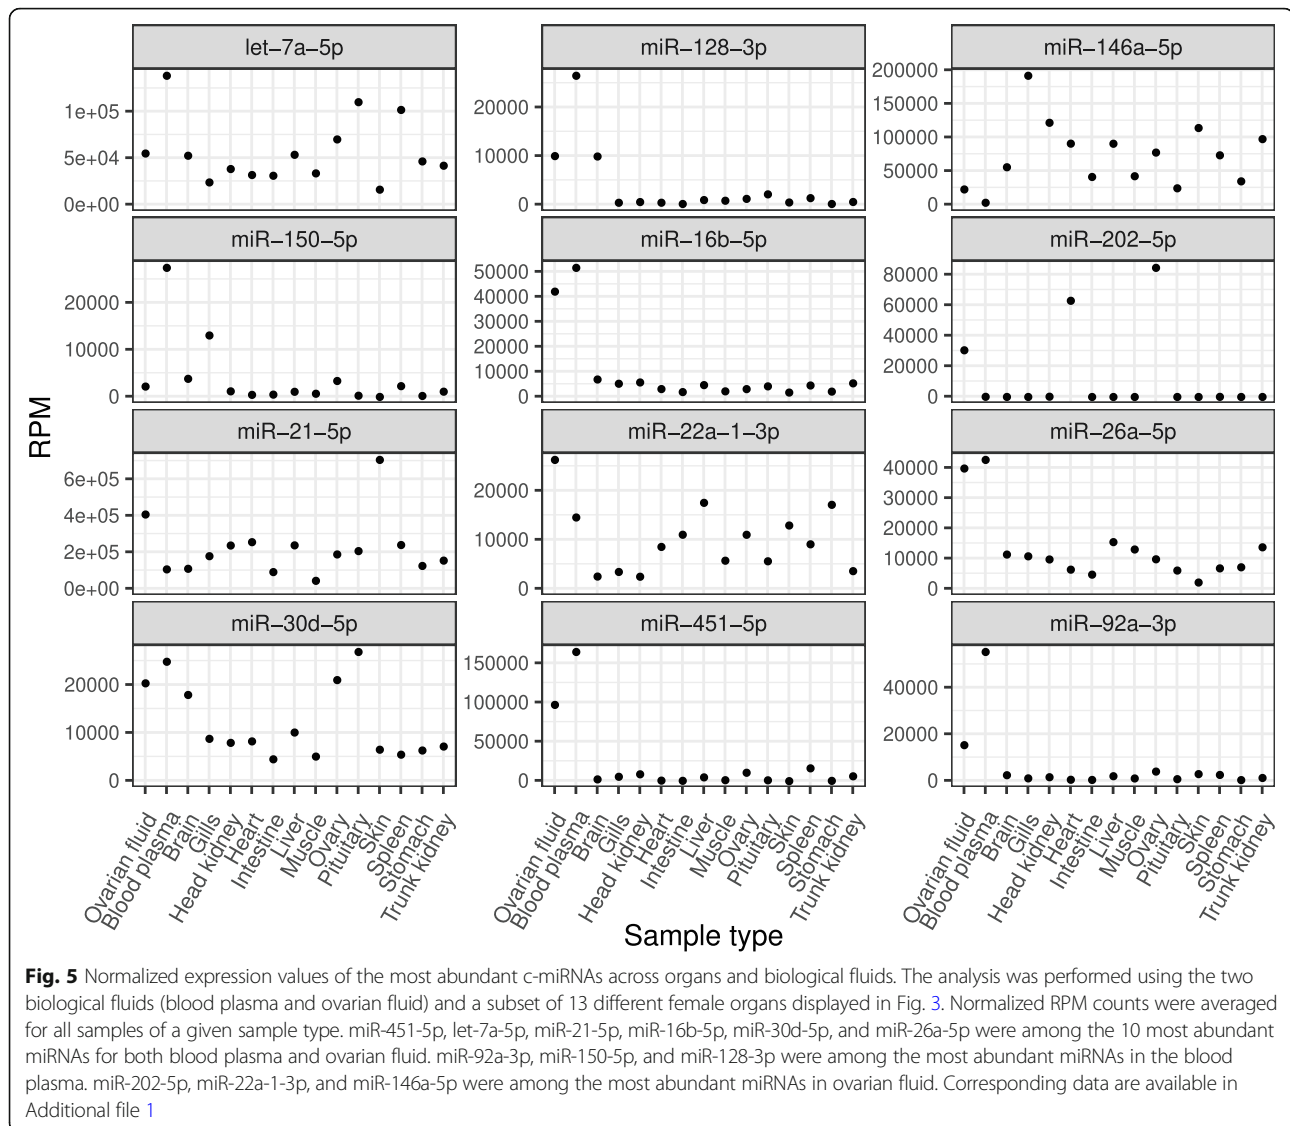 let−7a−5p
miR−128−3p
miR−146a−5p
1e+05
5e+04
0e+00
20000
10000
0
200000
150000
100000
50000
0
miR−150−5p
miR−16b−5p
miR−202−5p
20000
10000
0
50000
40000
30000
20000
10000
0
80000
60000
40000
20000
0
RPM
miR−21−5p
miR−22a−1−3p
miR−26a−5p
6e+05
4e+05
2e+05
0e+00
20000
10000
0
40000
30000
20000
10000
0
miR−30d−5p
miR−451−5p
miR−92a−3p
20000
10000
0
150000
100000
50000
0
40000
20000
0
Ovarian fluid
Blood plasma
Brain
Gills
Head kidney
Heart
Intestine
Liver
Muscle
Ovary
Pituitary
Skin
Spleen
Stomach
Trunk kidney
Ovarian fluid
Blood plasma
Brain
Gills
Head kidney
Heart
Intestine
Liver
Muscle
Ovary
Pituitary
Skin
Spleen
Stomach
Trunk kidney
Ovarian fluid
Blood plasma
Brain
Gills
Head kidney
Heart
Intestine
Liver
Muscle
Ovary
Pituitary
Skin
Spleen
Stomach
Trunk kidney
Sample type
Fig. 5 Normalized expression values of the most abundant c-miRNAs across organs and biological fluids. The analysis was performed using the two
biological fluids (blood plasma and ovarian fluid) and a subset of 13 different female organs displayed in Fig. 3. Normalized RPM counts were averaged
for all samples of a given sample type. miR-451-5p, let-7a-5p, miR-21-5p, miR-16b-5p, miR-30d-5p, and miR-26a-5p were among the 10 most abundant
miRNAs for both blood plasma and ovarian fluid. miR-92a-3p, miR-150-5p, and miR-128-3p were among the most abundant miRNAs in the blood
plasma. miR-202-5p, miR-22a-1-3p, and miR-146a-5p were among the most abundant miRNAs in ovarian fluid. Corresponding data are available in
Additional file 1